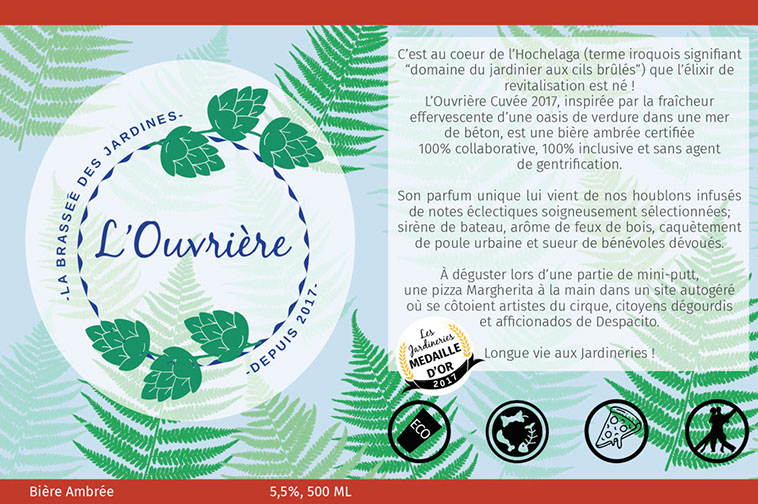 -LA BRASSEÉ DES JARDINES-
L'Ouvrière
-DEPUIS 2017-
C'est au coeur de l'Hochelaga (terme iroquois signifiant
“domaine du jardinier aux cils brûlés”) que l'élixir de
revitalisation est né !
L'Ouvrière Cuvée 2017, inspirée par la fraîcheur
effervescente d'une oasis de verdure dans une mer
de béton, est une bière ambrée certifiée
100% collaborative, 100% inclusive et sans agent
de gentrification.
Son parfum unique lui vient de nos houblons infusés
de notes éclectiques soigneusement sélectionnées;
sirène de bateau, arôme de feux de bois, caquètement
de poule urbaine et sueur de bénévoles dévoués.
À déguster lors d'une partie de mini-putt,
une pizza Margherita à la main dans un site autogéré
où se côtoient artistes du cirque, citoyens dégourdis
et afficionados de Despacito.
Longue vie aux Jardineries !
Les
Jardineries
MEDAILLE
D'OR
2017
ECO
Bière Ambrée
5,5%, 500 ML